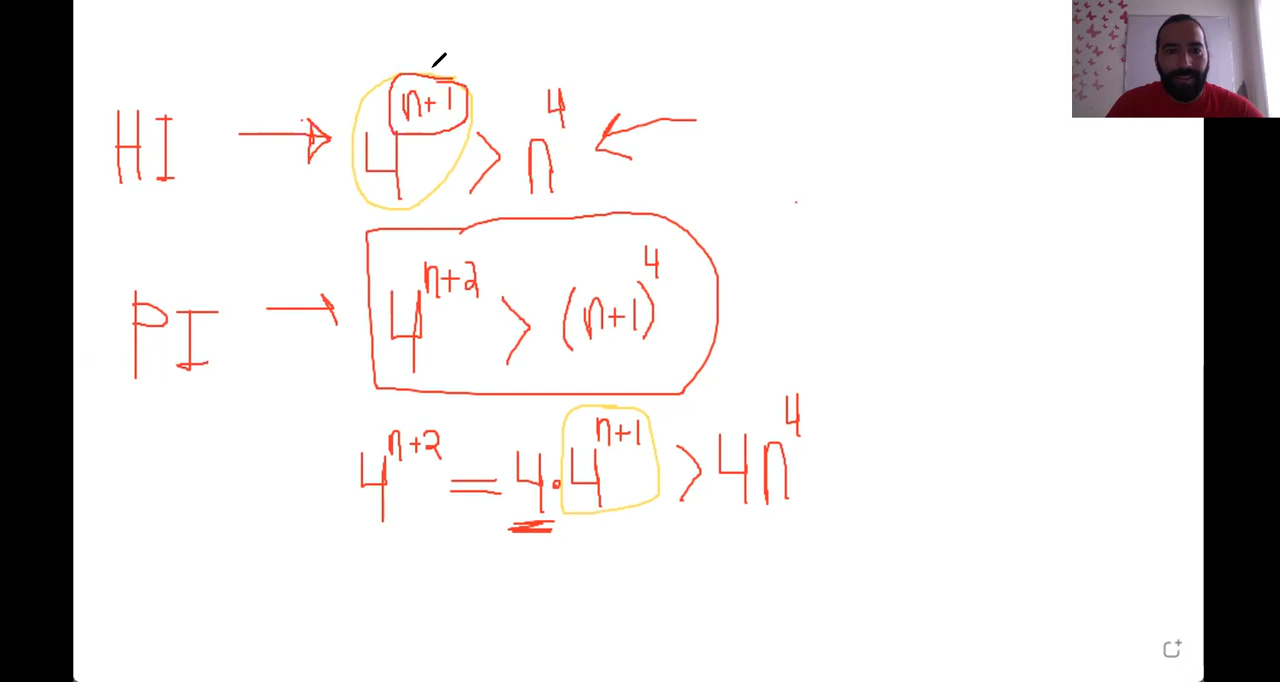 HI → 4^{n+1} > n^4 ←
PI → 4^{n+2} > (n+1)^4
4^{n+2} = 4 · 4^{n+1} > 4n^4